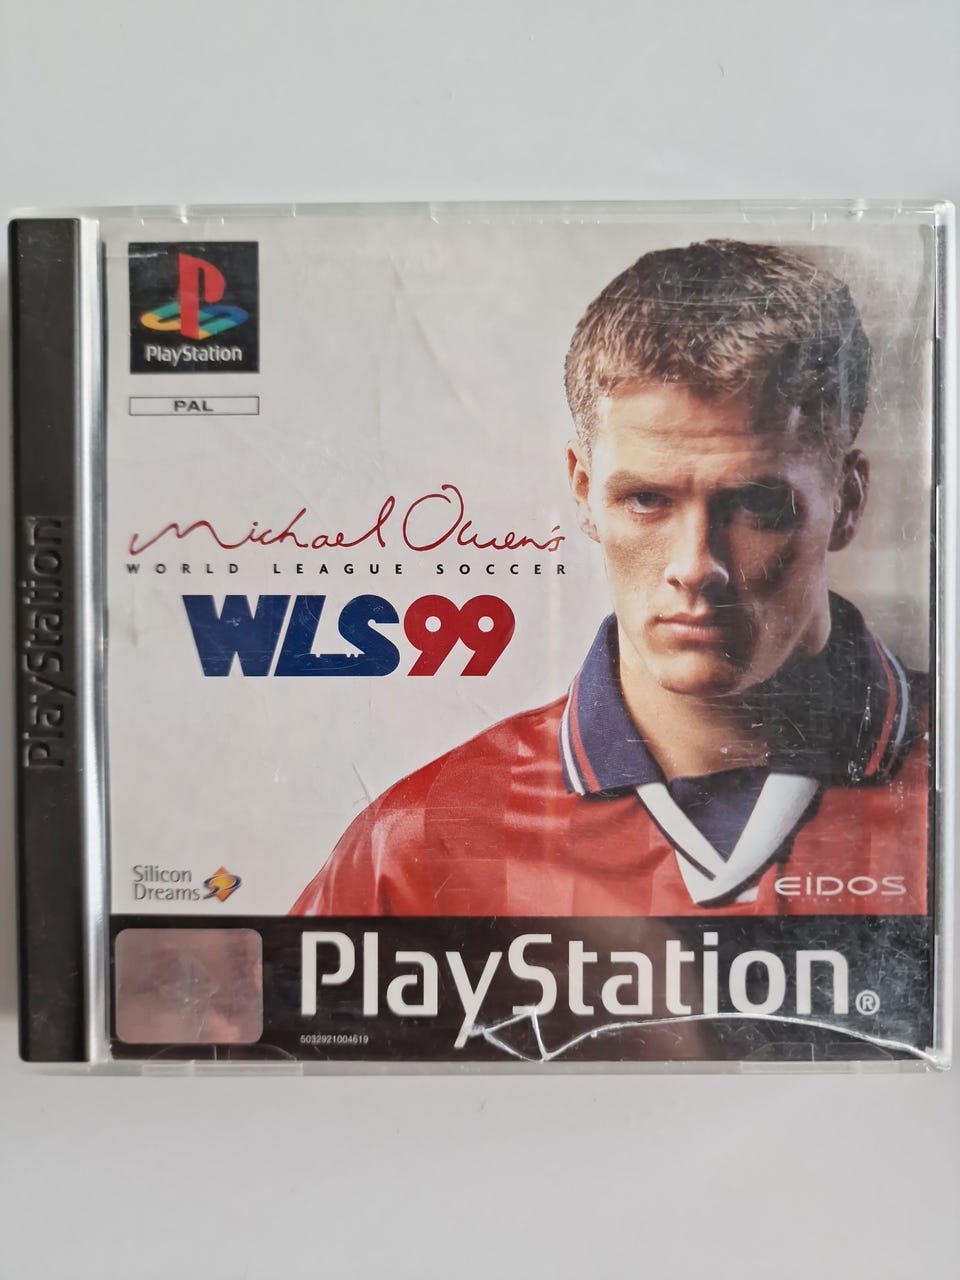 PlayStation
PlayStation
PAL
Michael Owen's
WORLD LEAGUE SOCCER
WLS99
Silicon
Dreams
EIDOS
PlayStation®
5032921004619